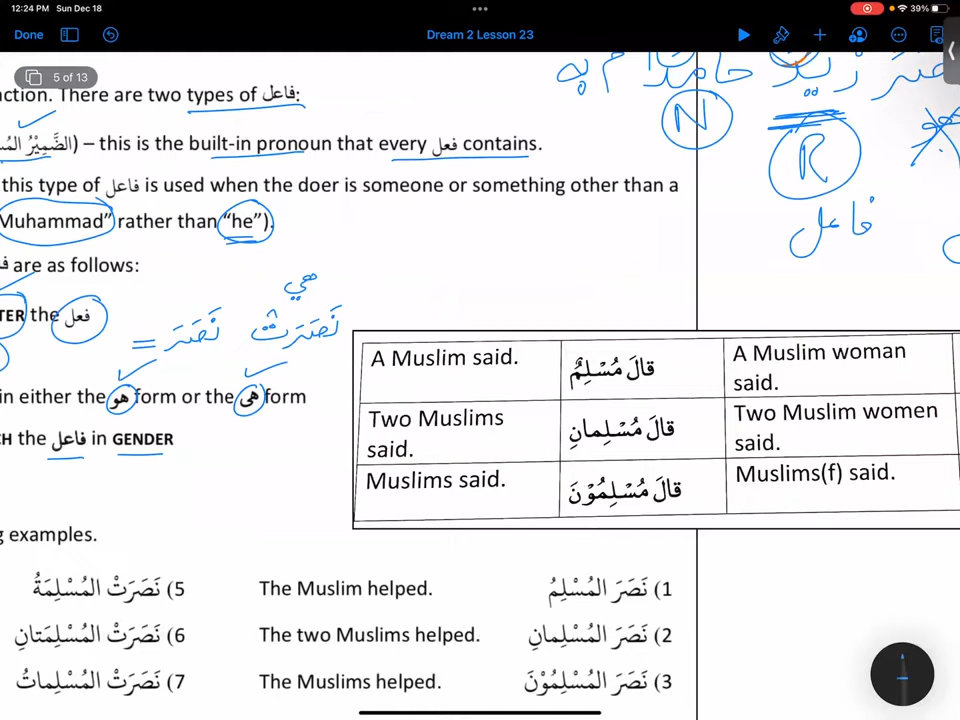 12:24 PM Sun Dec 18
39%
Done
Dream 2 Lesson 23
5 of 13
action. There are two types of فاعل:
الضَّمِيْرُ – this is the built-in pronoun that every فعل contains.
this type of فاعل is used when the doer is someone or something other than a
Muhammad” rather than “he”).
are as follows:
the فعل
in either the هو form or the هى form
the فاعل in GENDER
g examples.
هي
نَصَرَتْ نَصَرَ =
زيد حامدا
N
R
فاعل
A Muslim said. قالَ مُسْلِمٌ A Muslim woman said.
Two Muslims said. قالَ مُسْلِمانِ Two Muslim women said.
Muslims said. قالَ مُسْلِمُوْنَ Muslims(f) said.
5) نَصَرَتْ المُسْلِمَةُ The Muslim helped. 1) نَصَرَ المُسْلِمُ
6) نَصَرَتْ المُسْلِمَتانِ The two Muslims helped. 2) نَصَرَ المُسْلِمانِ
7) نَصَرَتْ المُسْلِماتُ The Muslims helped. 3) نَصَرَ المُسْلِمُوْنَ